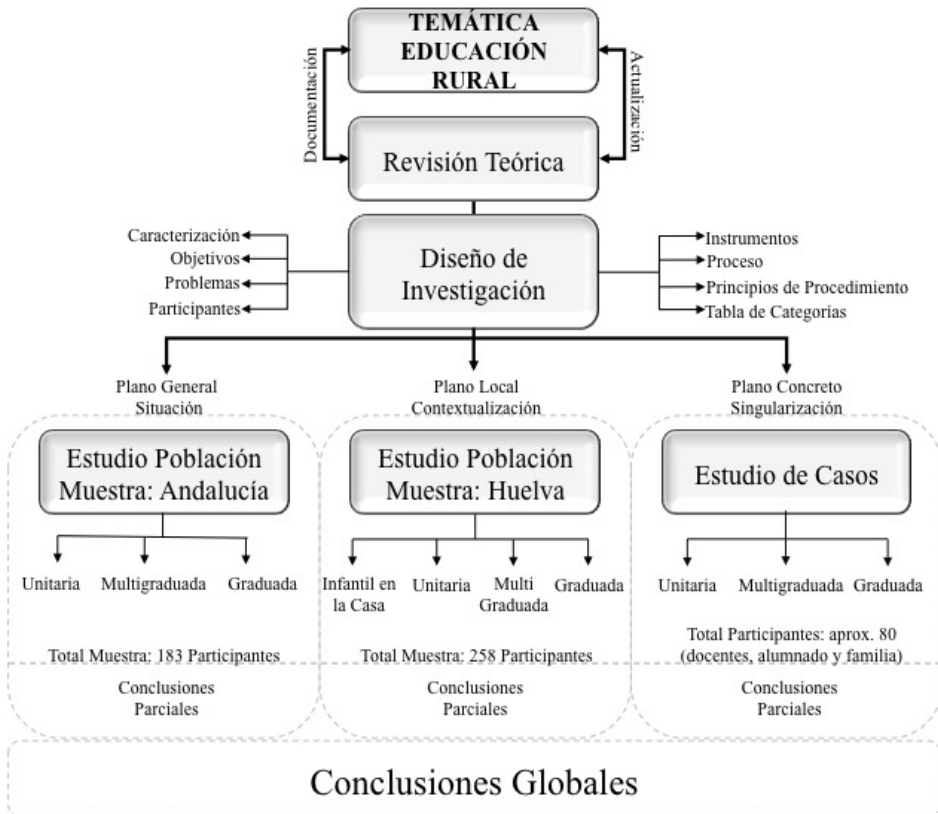 TEMÁTICA
EDUCACIÓN
RURAL
Documentación
Actualización
Revisión Teórica
Diseño de
Investigación
Caracterización
Objetivos
Problemas
Participantes
Instrumentos
Proceso
Principios de Procedimiento
Tabla de Categorías
Plano General
Situación
Estudio Población
Muestra: Andalucía
Unitaria
Multigraduada
Graduada
Total Muestra: 183 Participantes
Conclusiones
Parciales
Plano Local
Contextualización
Estudio Población
Muestra: Huelva
Infantil en
la Casa
Unitaria
Multi
Graduada
Graduada
Total Muestra: 258 Participantes
Conclusiones
Parciales
Plano Concreto
Singularización
Estudio de Casos
Unitaria
Multigraduada
Graduada
Total Participantes: aprox. 80
(docentes, alumnado y familia)
Conclusiones
Parciales
Conclusiones Globales